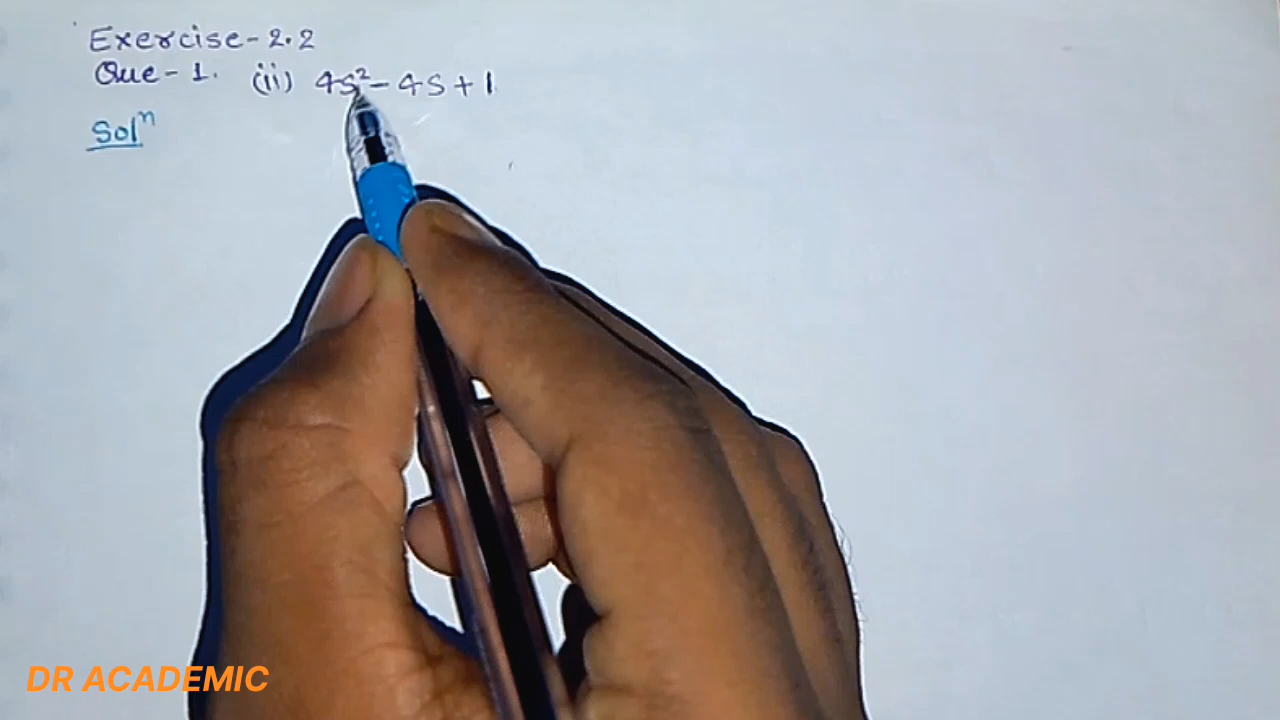 Exercise-2.2
Que-1. (ii) 4s²-4s+1
Solⁿ
DR ACADEMIC